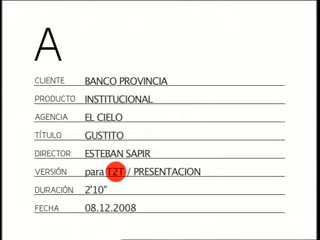 A
CLIENTE BANCO PROVINCIA
PRODUCTO INSTITUCIONAL
AGENCIA EL CIELO
TÍTULO GUSTITO
DIRECTOR ESTEBAN SAPIR
VERSIÓN para T2T / PRESENTACION
DURACIÓN 2'10"
FECHA 08.12.2008